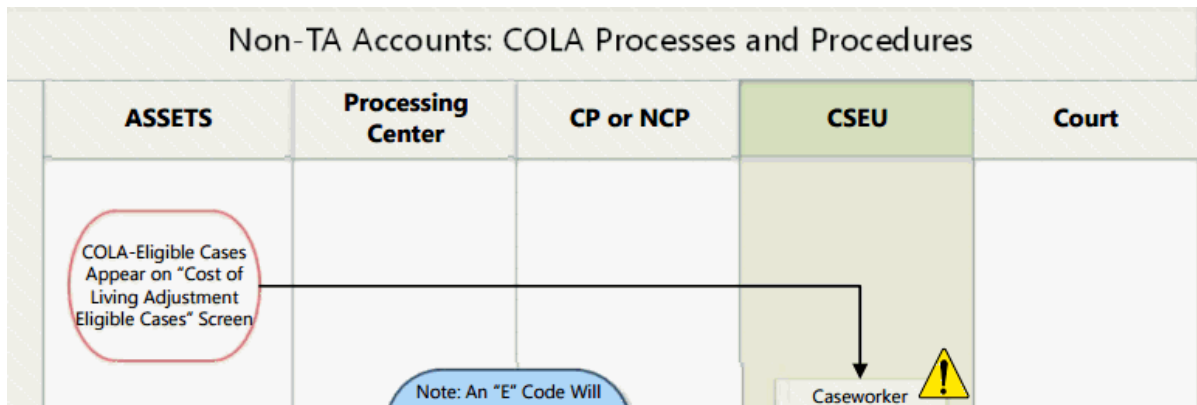 Non-TA Accounts: COLA Processes and Procedures
ASSETS
Processing
Center
CP or NCP
CSEU
Court
COLA-Eligible Cases
Appear on “Cost of
Living Adjustment
Eligible Cases” Screen
Note: An “E” Code Will
Caseworker